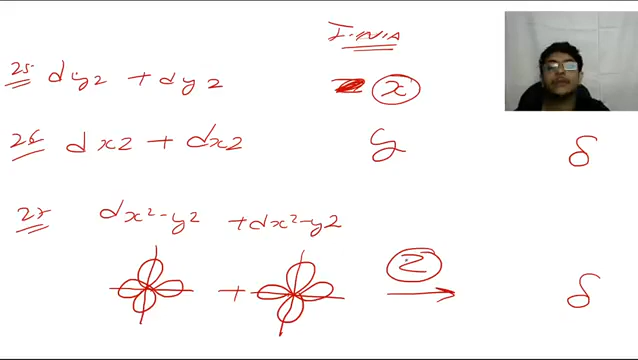 I.N.A
25 dyz + dyz x
26 dxz + dxz y δ
27 dx²-y² + dx²-y²
+ z δ